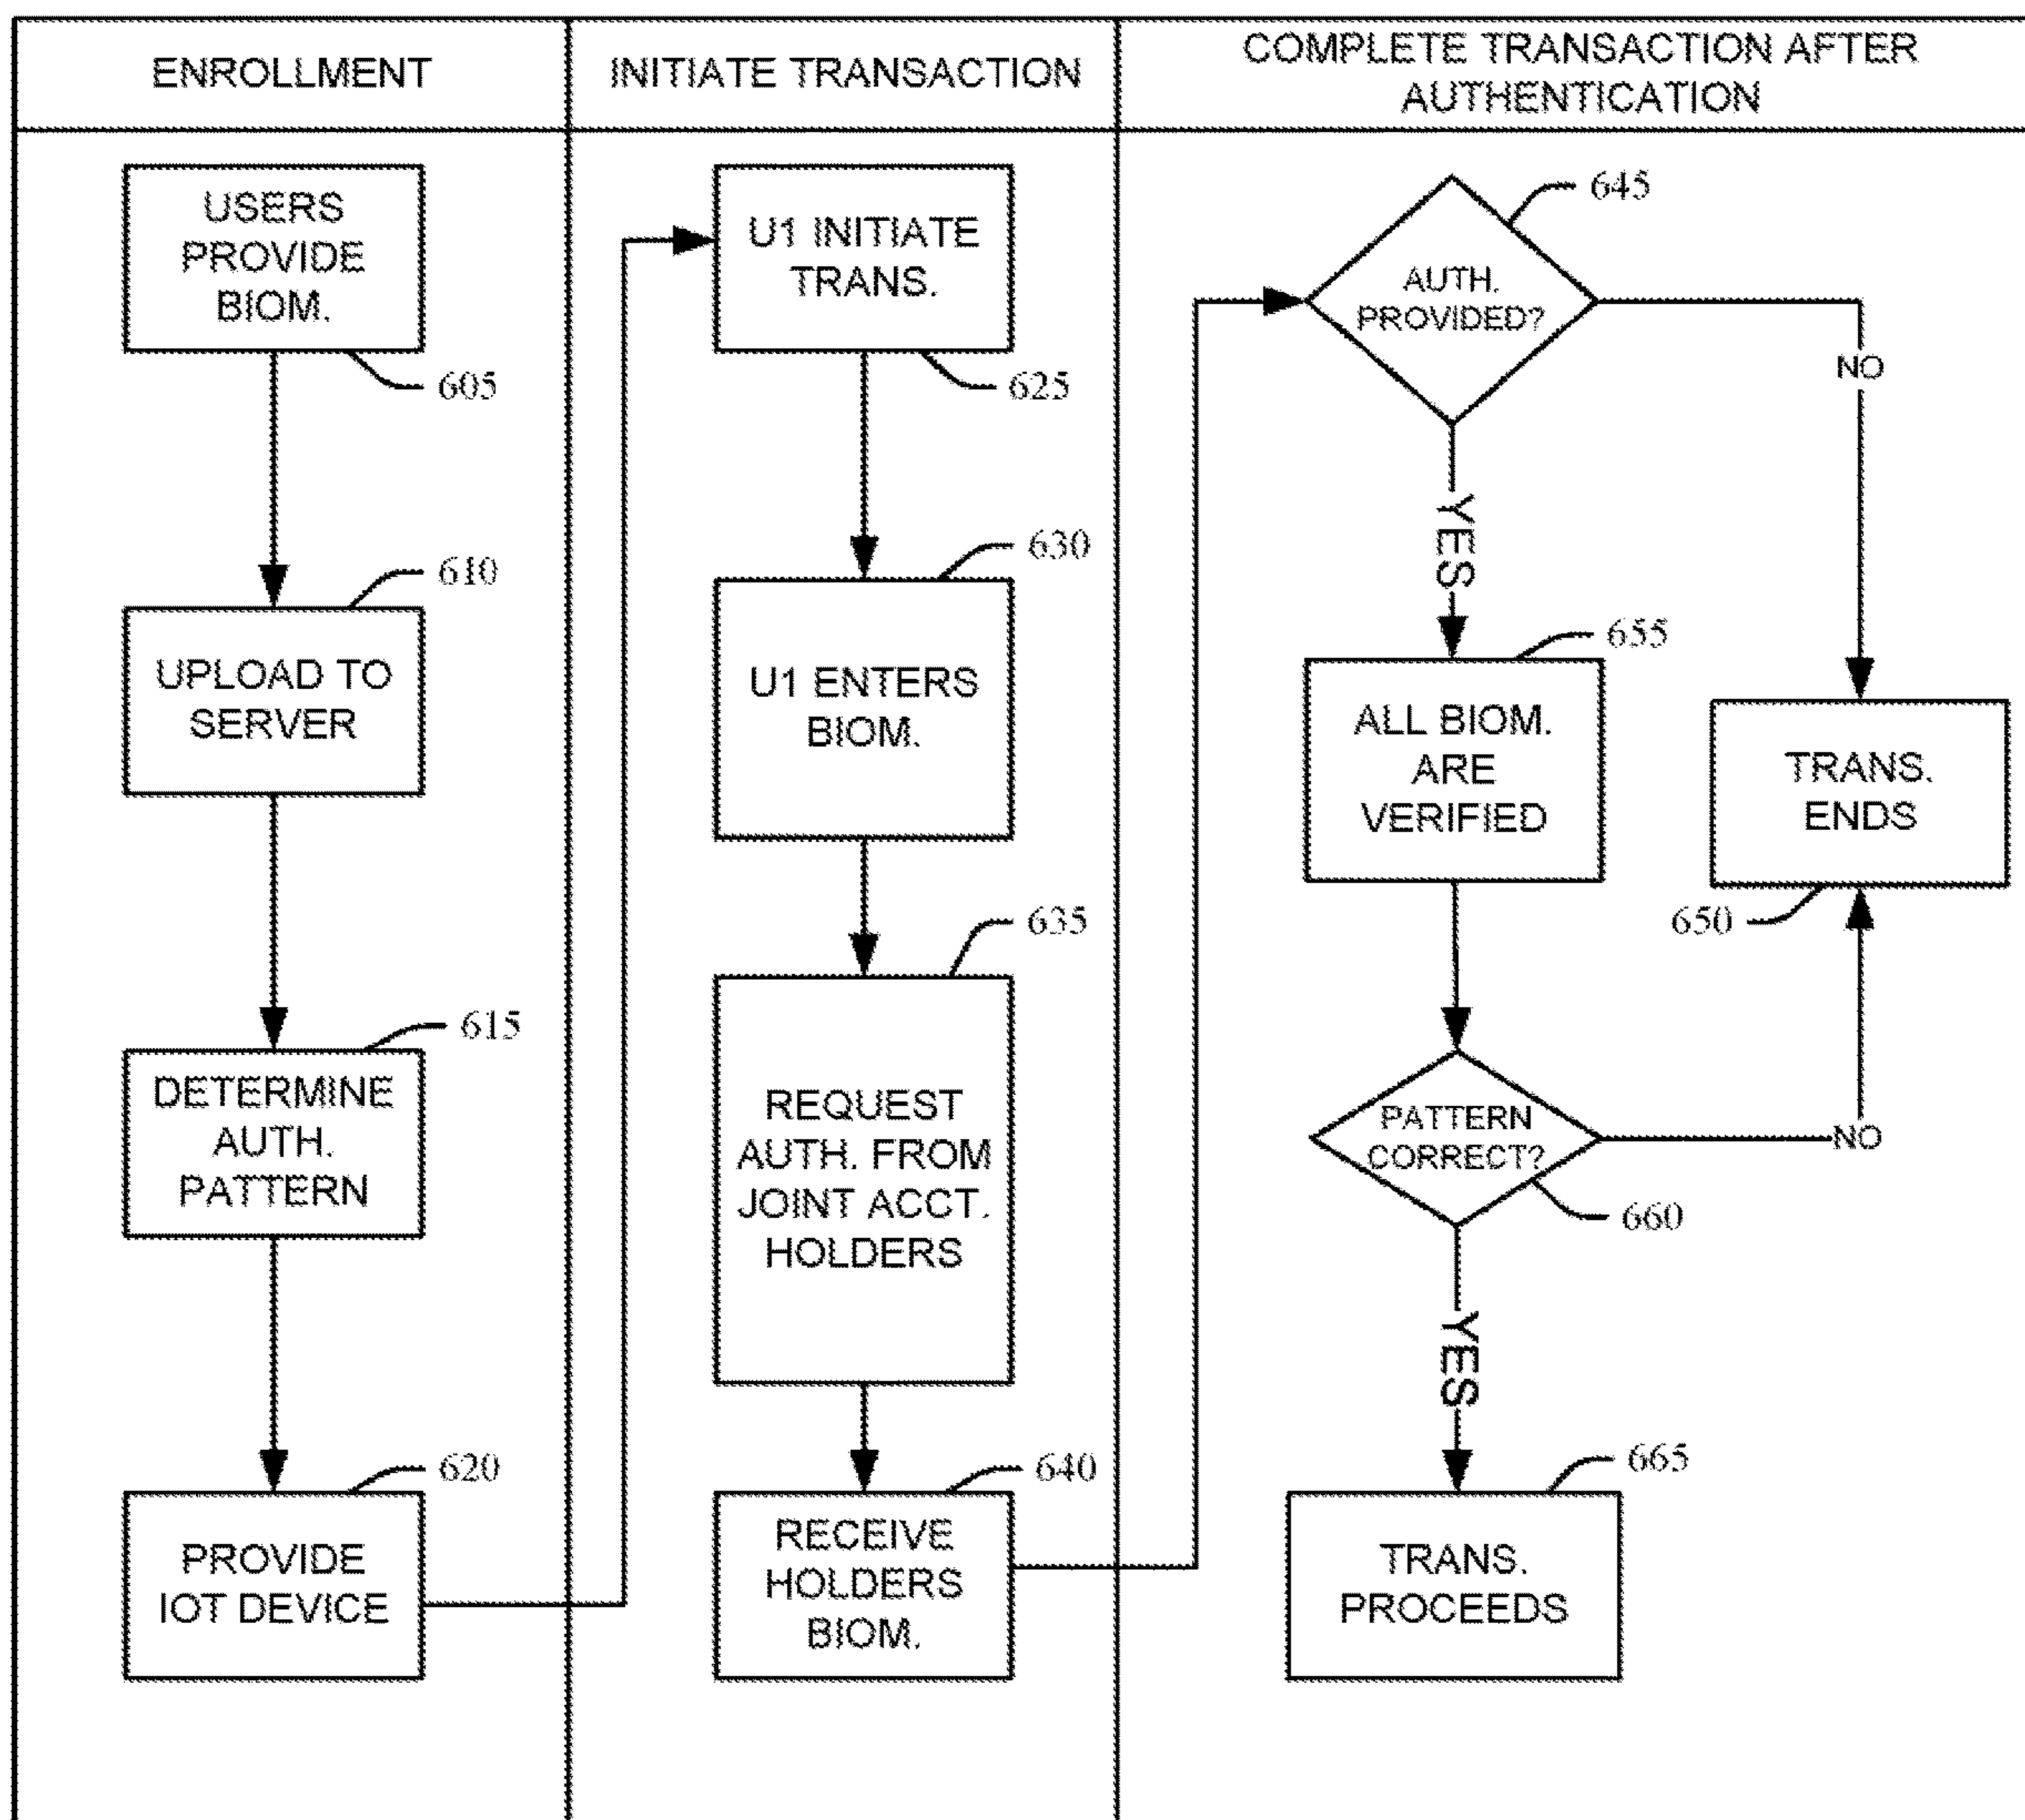 ENROLLMENT
USERS
PROVIDE
BIOM.
605
610
UPLOAD TO
SERVER
615
DETERMINE
AUTH.
PATTERN
620
PROVIDE
IOT DEVICE
INITIATE TRANSACTION
U1 INITIATE
TRANS.
625
630
U1 ENTERS
BIOM.
635
REQUEST
AUTH. FROM
JOINT ACCT.
HOLDERS
640
RECEIVE
HOLDERS
BIOM.
COMPLETE TRANSACTION AFTER
AUTHENTICATION
645
AUTH.
PROVIDED?
NO
YES
655
ALL BIOM.
ARE
VERIFIED
TRANS.
ENDS
650
PATTERN
CORRECT?
NO
660
YES
665
TRANS.
PROCEEDS